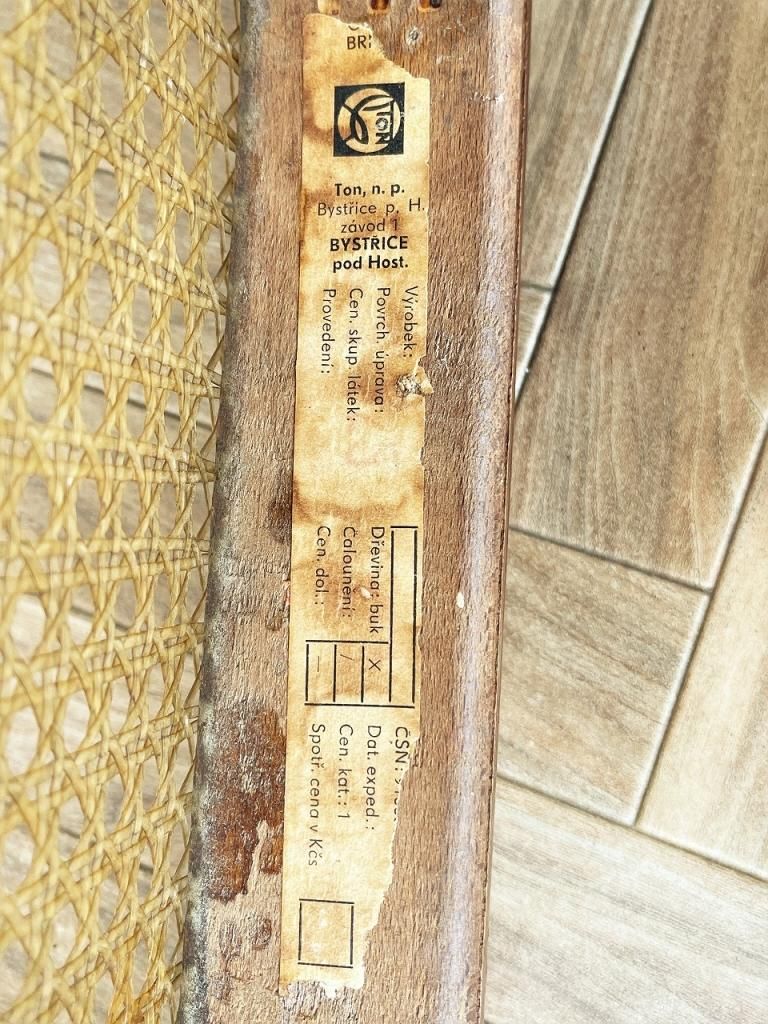 BRI
TON
Ton, n. p.
Bystřice p. H.
závod 1
BYSTŘICE
pod Host.
Výrobek:
Povrch. úprava:
Cen. skup. látek:
Provedení:
Dřevina: buk X
Čalounění: /
Cen. dol.: —
ČSN:
Dat. exped.:
Cen. kat.: 1
Spotř. cena v Kčs